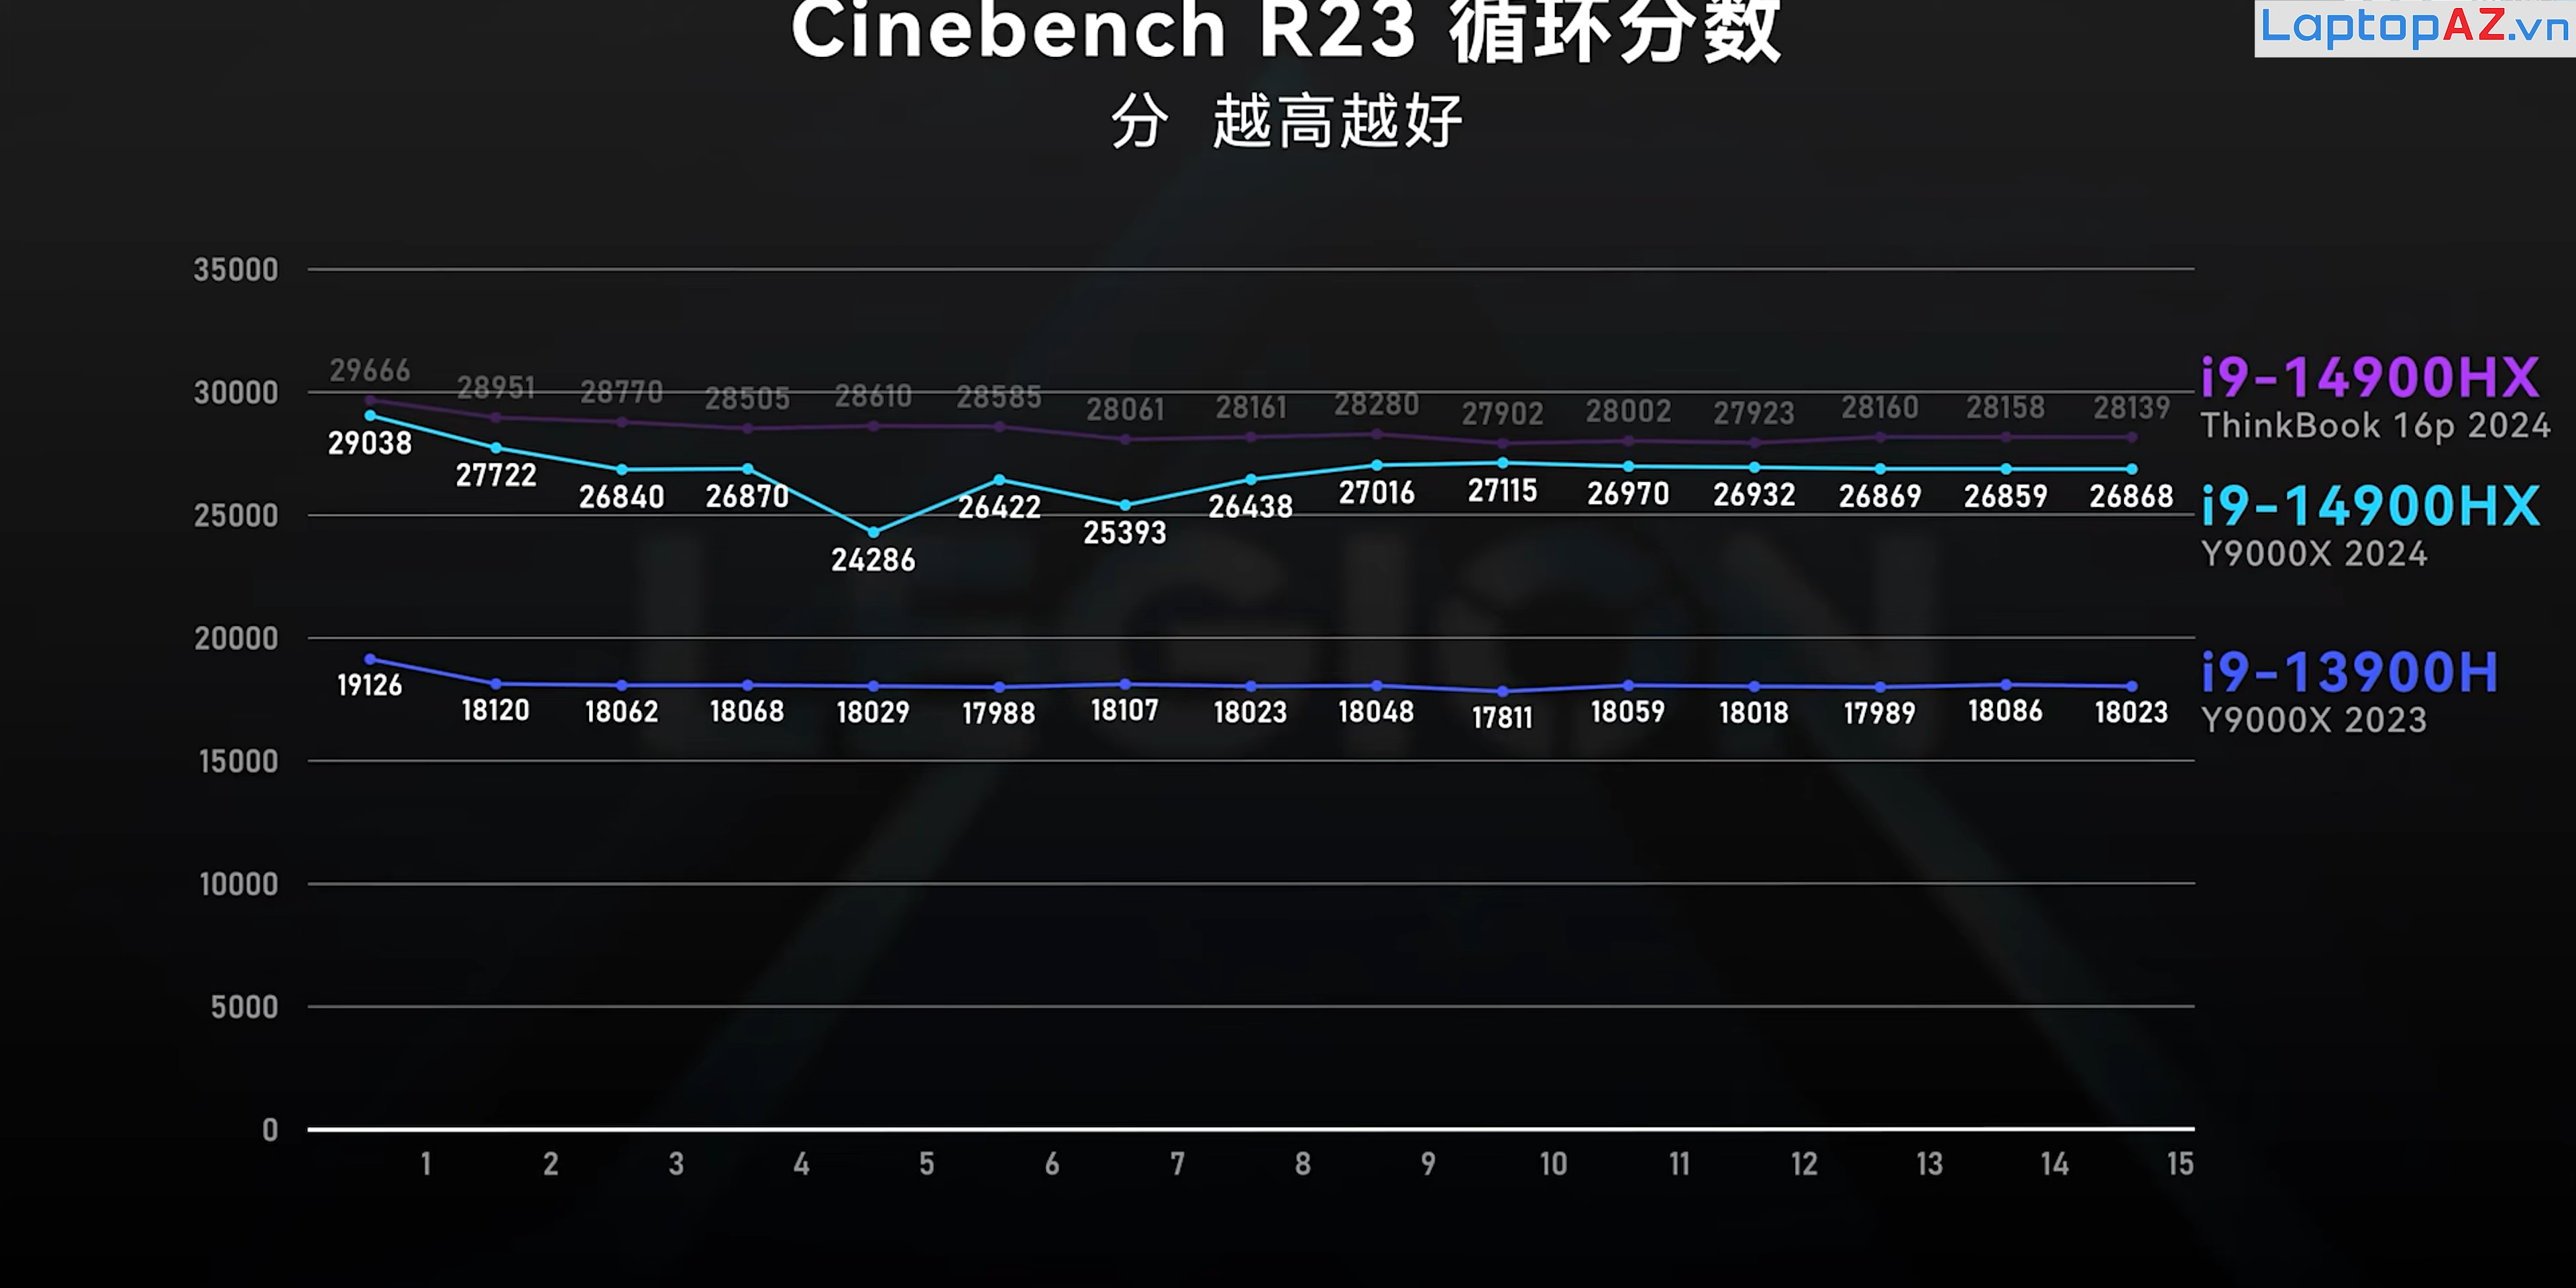 Cinebench R23 循环分数
LaptopAZ.vn
分 越高越好
35000
30000
25000
20000
15000
10000
5000
0
29666 28951 28770 28505 28610 28585 28061 28161 28280 27902 28002 27923 28160 28158 28139
29038 27722 26840 26870 24286 26422 25393 26438 27016 27115 26970 26932 26869 26859 26868
19126 18120 18062 18068 18029 17988 18107 18023 18048 17811 18059 18018 17989 18086 18023
i9-14900HX
ThinkBook 16p 2024
i9-14900HX
Y9000X 2024
i9-13900H
Y9000X 2023
LEGION
1 2 3 4 5 6 7 8 9 10 11 12 13 14 15